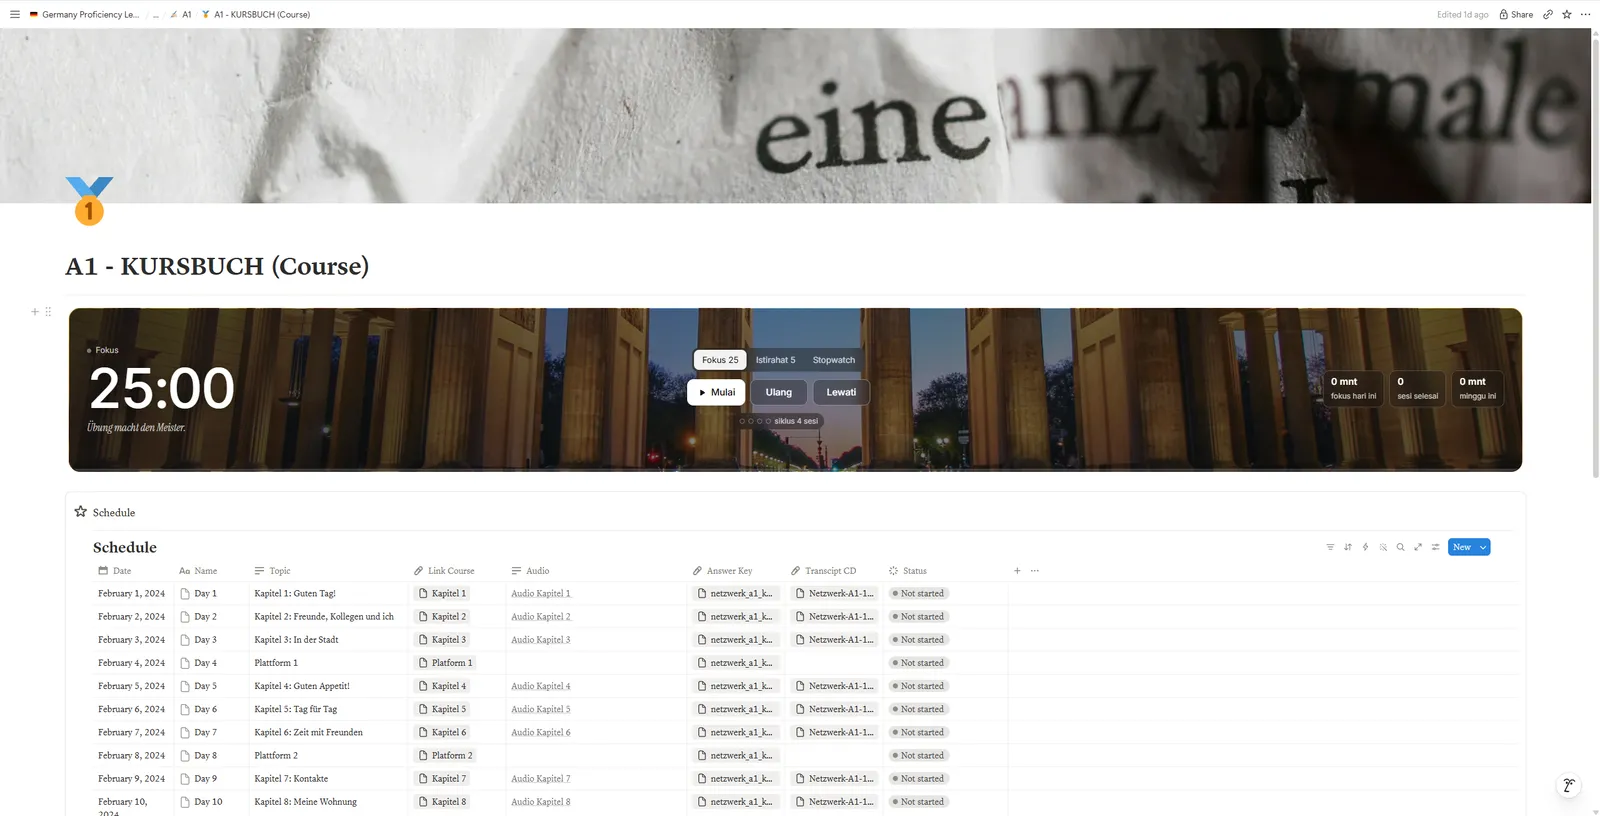 Germany Proficiency Le... / ... / A1 / A1 - KURSBUCH (Course)
Edited 1d ago Share
eine anz normale
1
A1 - KURSBUCH (Course)
Fokus
25:00
Übung macht den Meister.
Fokus 25 Istirahat 5 Stopwatch
Mulai Ulang Lewati
siklus 4 sesi
0 mnt 0 0 mnt
fokus hari ini sesi selesai minggu ini
Schedule
Schedule
New
Date Aa Name Topic Link Course Audio Answer Key Transcipt CD Status
February 1, 2024 Day 1 Kapitel 1: Guten Tag! Kapitel 1 Audio Kapitel 1 netzwerk_a1_k... Netzwerk-A1-1... Not started
February 2, 2024 Day 2 Kapitel 2: Freunde, Kollegen und ich Kapitel 2 Audio Kapitel 2 netzwerk_a1_k... Netzwerk-A1-1... Not started
February 3, 2024 Day 3 Kapitel 3: In der Stadt Kapitel 3 Audio Kapitel 3 netzwerk_a1_k... Netzwerk-A1-1... Not started
February 4, 2024 Day 4 Plattform 1 Platform 1 netzwerk_a1_k... Not started
February 5, 2024 Day 5 Kapitel 4: Guten Appetit! Kapitel 4 Audio Kapitel 4 netzwerk_a1_k... Netzwerk-A1-1... Not started
February 6, 2024 Day 6 Kapitel 5: Tag für Tag Kapitel 5 Audio Kapitel 5 netzwerk_a1_k... Netzwerk-A1-1... Not started
February 7, 2024 Day 7 Kapitel 6: Zeit mit Freunden Kapitel 6 Audio Kapitel 6 netzwerk_a1_k... Netzwerk-A1-1... Not started
February 8, 2024 Day 8 Plattform 2 Platform 2 netzwerk_a1_k... Not started
February 9, 2024 Day 9 Kapitel 7: Kontakte Kapitel 7 Audio Kapitel 7 netzwerk_a1_k... Netzwerk-A1-1... Not started
February 10, Day 10 Kapitel 8: Meine Wohnung Kapitel 8 Audio Kapitel 8 netzwerk_a1_k... Netzwerk-A1-1... Not started
2024